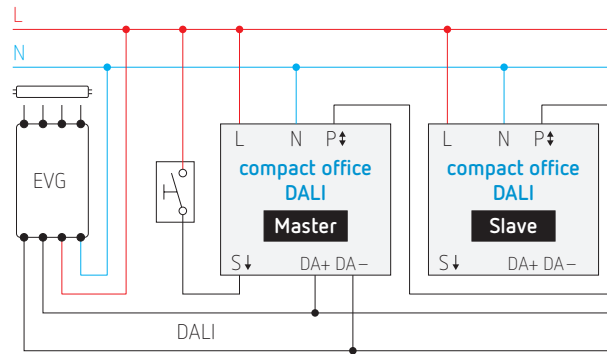 L
N
L N P
L N P
EVG
compact office
DALI
Master
compact office
DALI
Slave
S DA+ DA–
S DA+ DA–
DALI